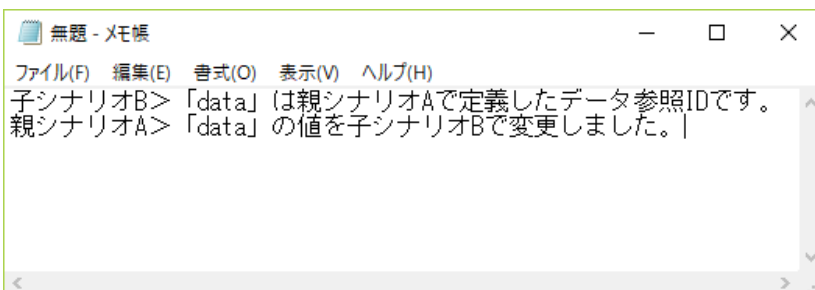 無題 - メモ帳
ファイル(F) 編集(E) 書式(O) 表示(V) ヘルプ(H)
子シナリオB＞「data」は親シナリオAで定義したデータ参照IDです。
親シナリオA＞「data」の値を子シナリオBで変更しました。